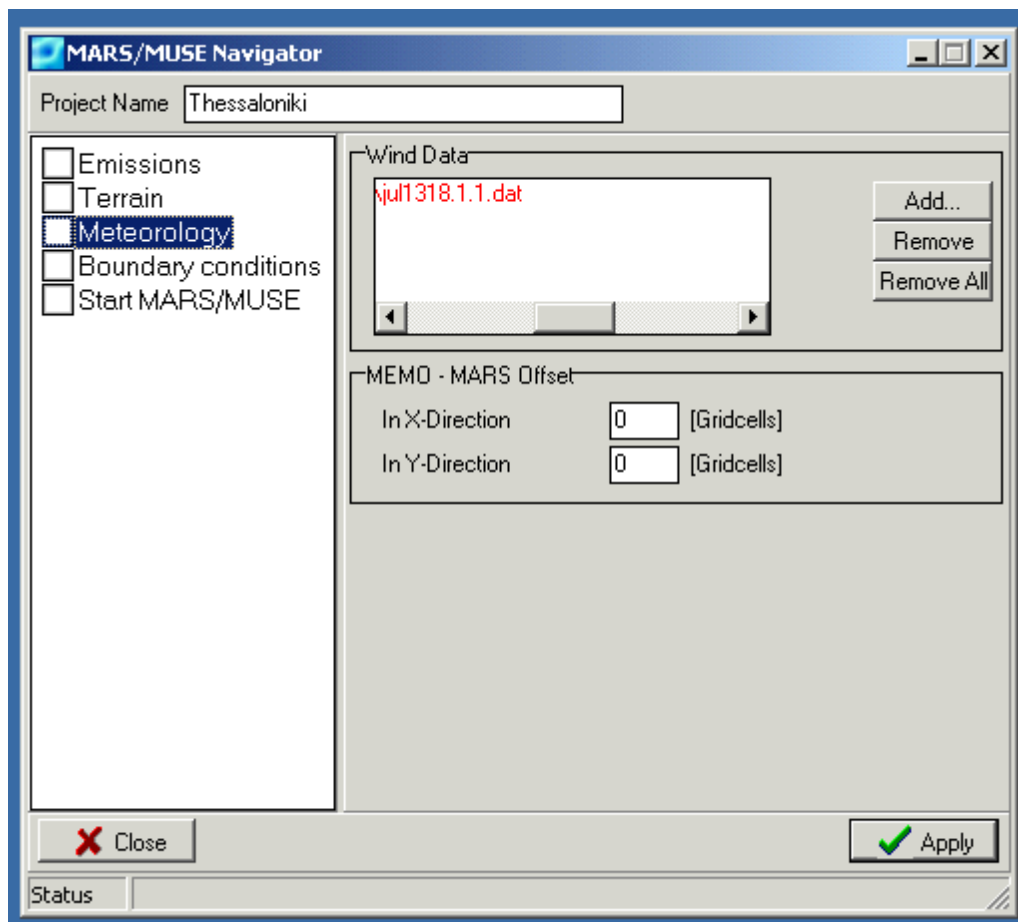 MARS/MUSE Navigator
Project Name Thessaloniki
Emissions
Terrain
Meteorology
Boundary conditions
Start MARS/MUSE
Wind Data
\jul1318.1.1.dat
Add...
Remove
Remove All
MEMO - MARS Offset
In X-Direction 0 [Gridcells]
In Y-Direction 0 [Gridcells]
Close
Apply
Status